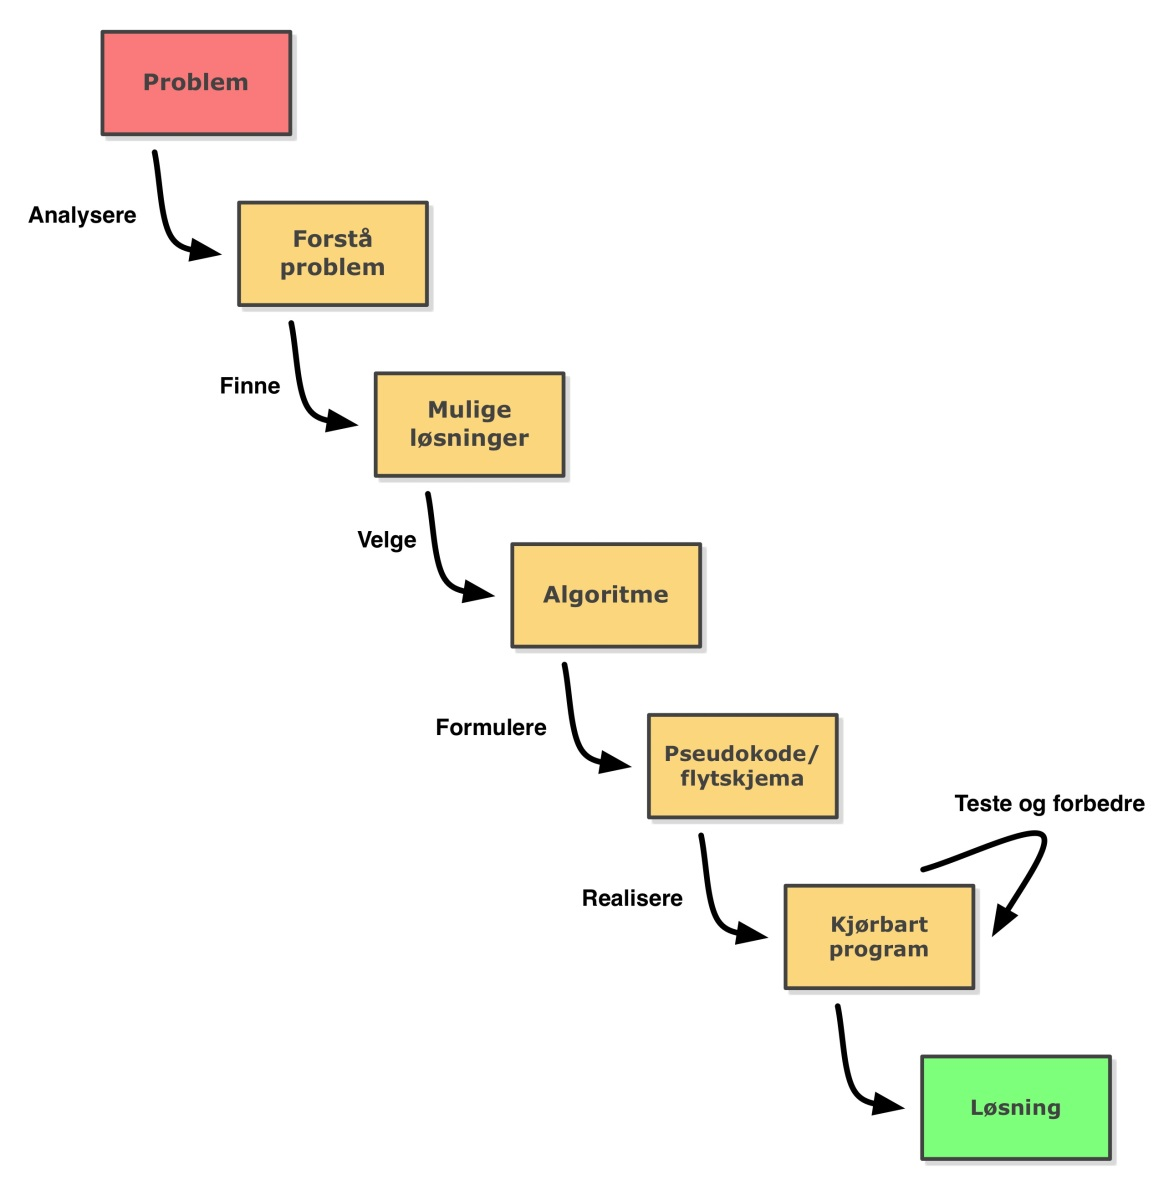 Problem
Analysere
Forstå
problem
Finne
Mulige
løsninger
Velge
Algoritme
Formulere
Pseudokode/
flytskjema
Teste og forbedre
Realisere
Kjørbart
program
Løsning